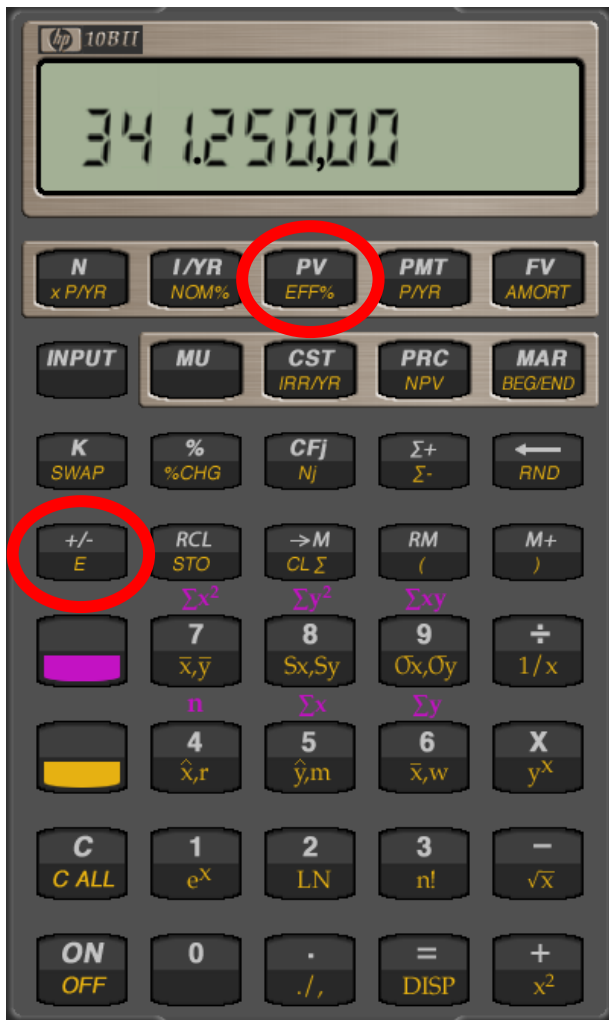 hp 10BII
341.250,00
N I/YR PV PMT FV
x P/YR NOM% EFF% P/YR AMORT
INPUT MU CST PRC MAR
IRR/YR NPV BEG/END
K % CFj Σ+ ←
SWAP %CHG Nj Σ- RND
+/- RCL →M RM M+
E STO CL Σ ( )
Σx² Σy² Σxy
7 8 9 ÷
x̄,ȳ Sx,Sy σx,σy 1/x
n Σx Σy
4 5 6 X
x̂,r ŷ,m x̄,w yˣ
C 1 2 3 −
C ALL eˣ LN n! √x
ON 0 . = +
OFF ./, DISP x²